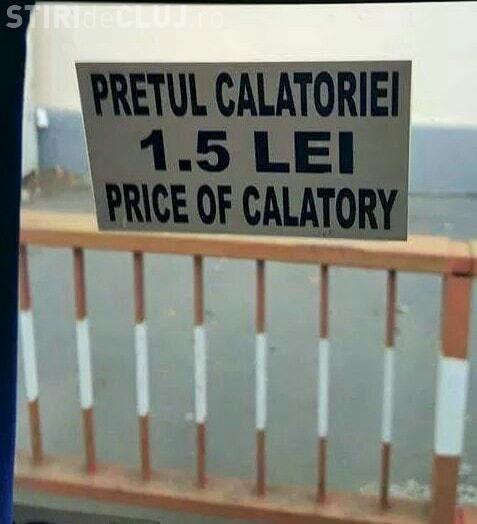 STIRIdeCLUJ.ro
PRETUL CALATORIEI
1.5 LEI
PRICE OF CALATORY